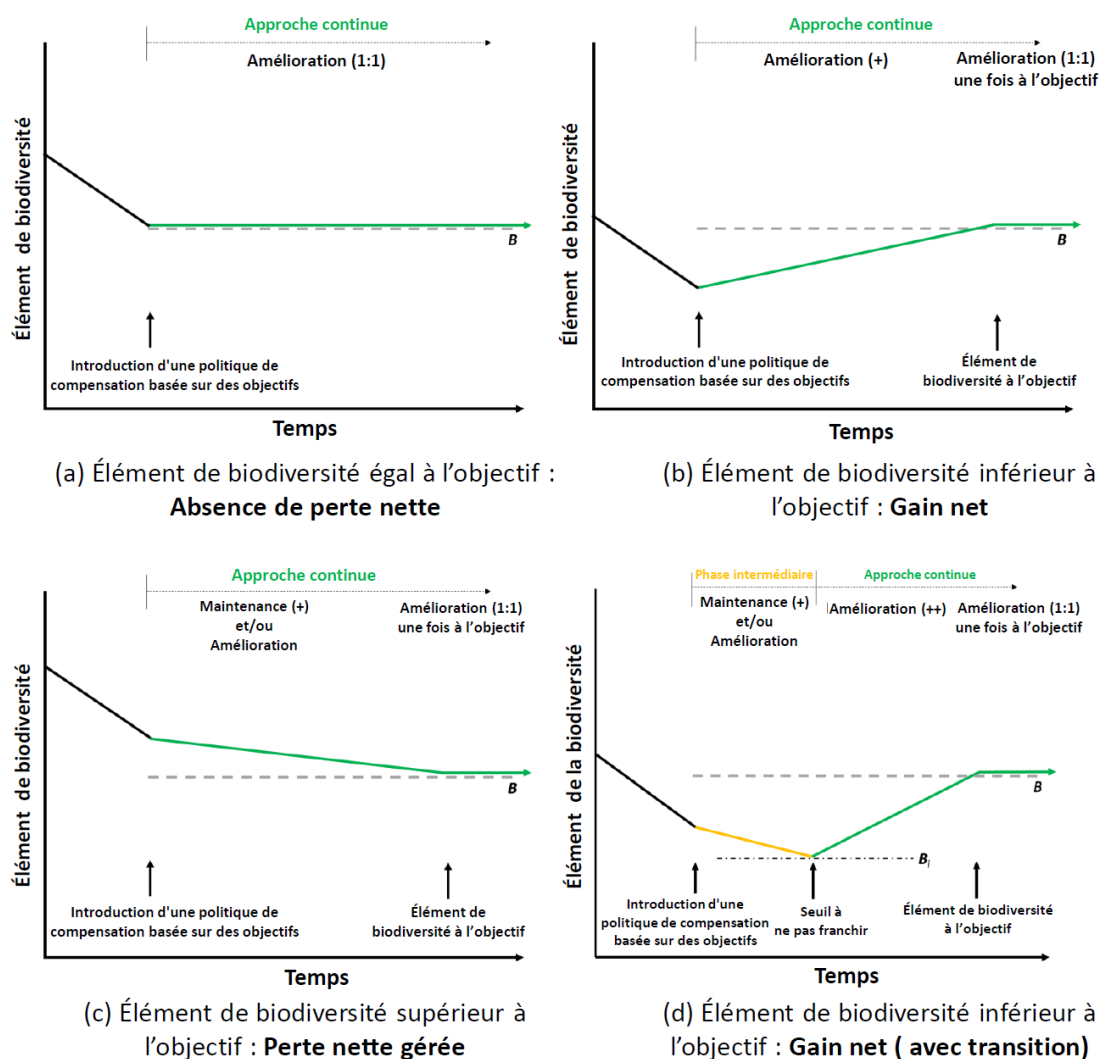 Approche continue
Amélioration (1:1)
Élément de biodiversité
B
Introduction d'une politique de
compensation basée sur des objectifs
Temps
(a) Élément de biodiversité égal à l’objectif :
Absence de perte nette
Approche continue
Amélioration (+)
Amélioration (1:1)
une fois à l’objectif
Élément de biodiversité
B
Introduction d'une politique de
compensation basée sur des objectifs
Élément de
biodiversité à l’objectif
Temps
(b) Élément de biodiversité inférieur à
l’objectif : Gain net
Approche continue
Maintenance (+)
et/ou
Amélioration
Amélioration (1:1)
une fois à l’objectif
Élément de biodiversité
B
Introduction d'une politique de
compensation basée sur des objectifs
Élément de
biodiversité à l’objectif
Temps
(c) Élément de biodiversité supérieur à
l’objectif : Perte nette gérée
Phase intermédiaire
Approche continue
Maintenance (+)
et/ou
Amélioration
Amélioration (++)
Amélioration (1:1)
une fois à l’objectif
Élément de la biodiversité
B
Bi
Introduction d'une
politique de compensation
basée sur des objectifs
Seuil à
ne pas franchir
Élément de biodiversité
à l’objectif
Temps
(d) Élément de biodiversité inférieur à
l’objectif : Gain net ( avec transition)